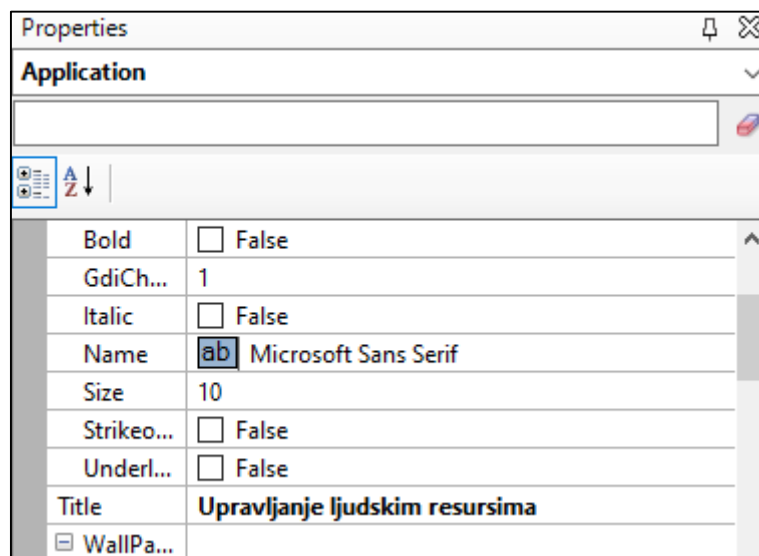 Properties
Application
A
Z
Bold False
GdiCh... 1
Italic False
Name ab Microsoft Sans Serif
Size 10
Strikeo... False
Underl... False
Title Upravljanje ljudskim resursima
WallPa...